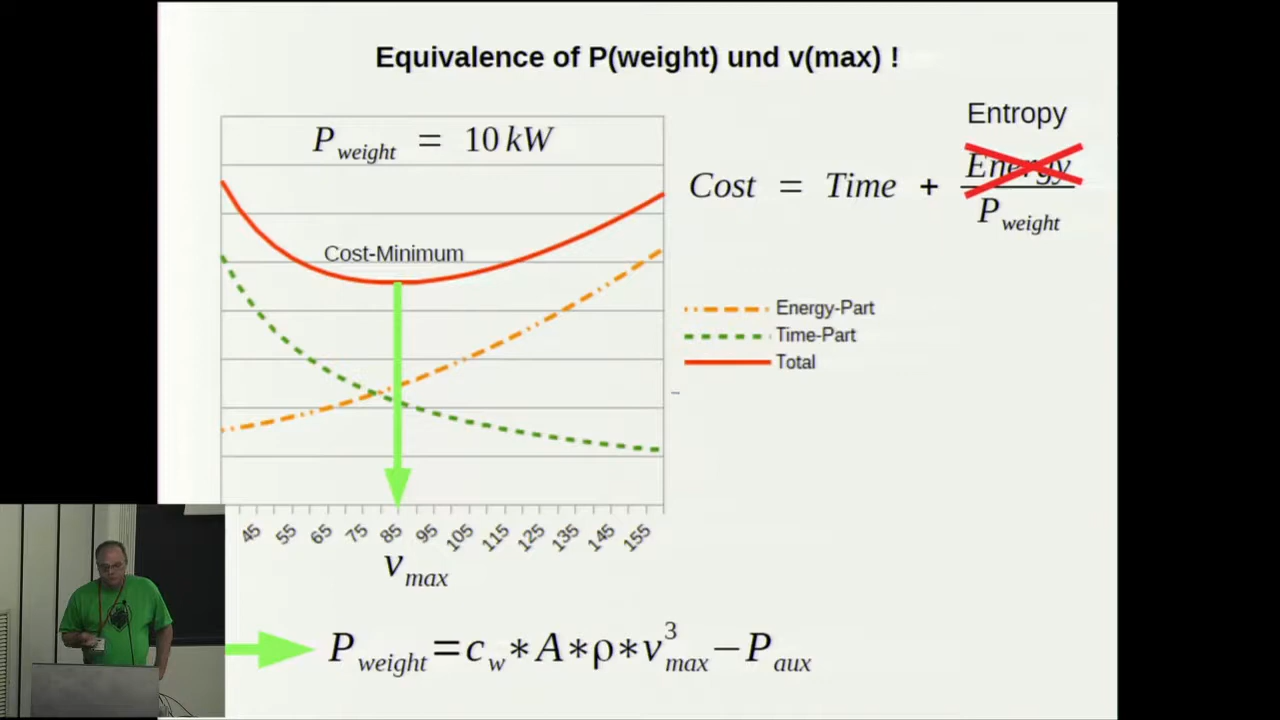 Equivalence of P(weight) und v(max) !
P weight = 10 kW
Entropy
Cost = Time + Energy / P weight
Cost-Minimum
Energy-Part
Time-Part
Total
45 55 65 75 85 95 105 115 125 135 145 155
v max
P weight = c w * A * ρ * v max ^3 − P aux